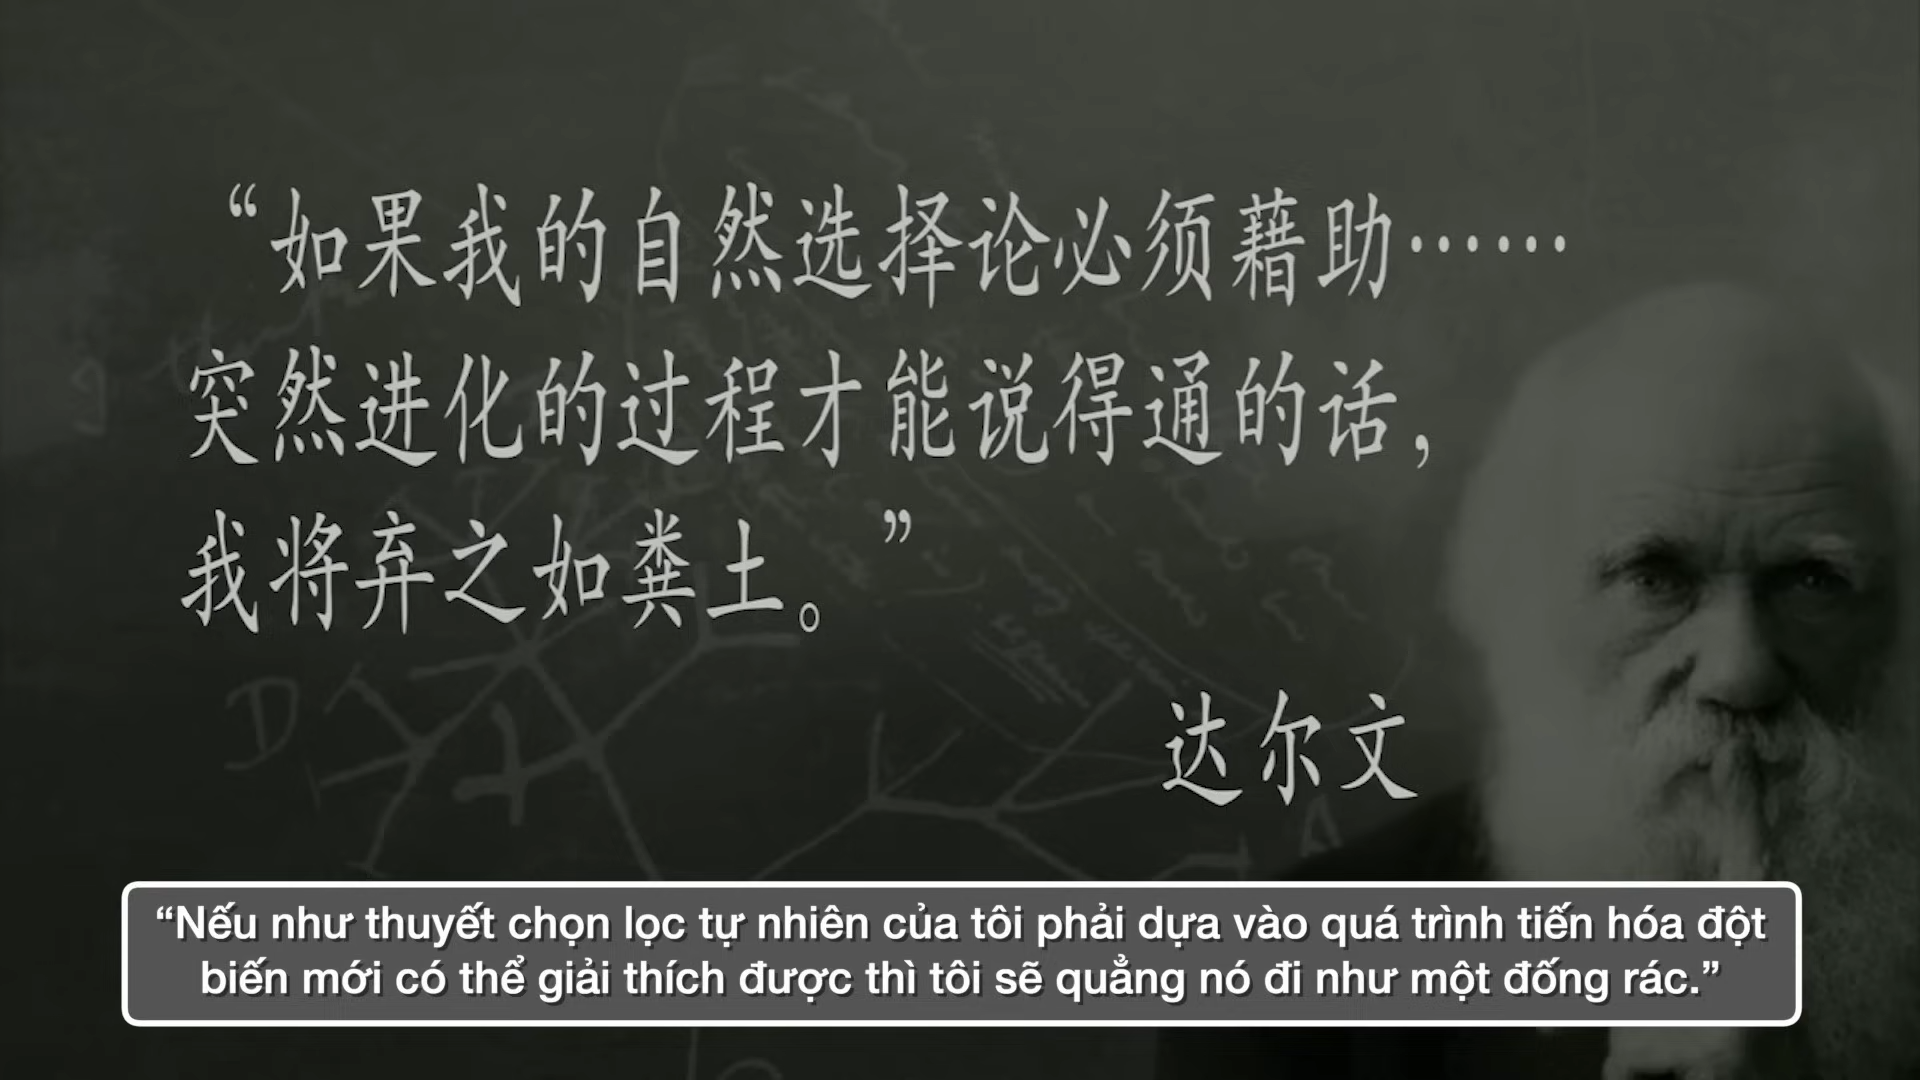 “如果我的自然选择论必须藉助……
突然进化的过程才能说得通的话，
我将弃之如粪土。”
达尔文
“Nếu như thuyết chọn lọc tự nhiên của tôi phải dựa vào quá trình tiến hóa đột
biến mới có thể giải thích được thì tôi sẽ quẳng nó đi như một đống rác.”